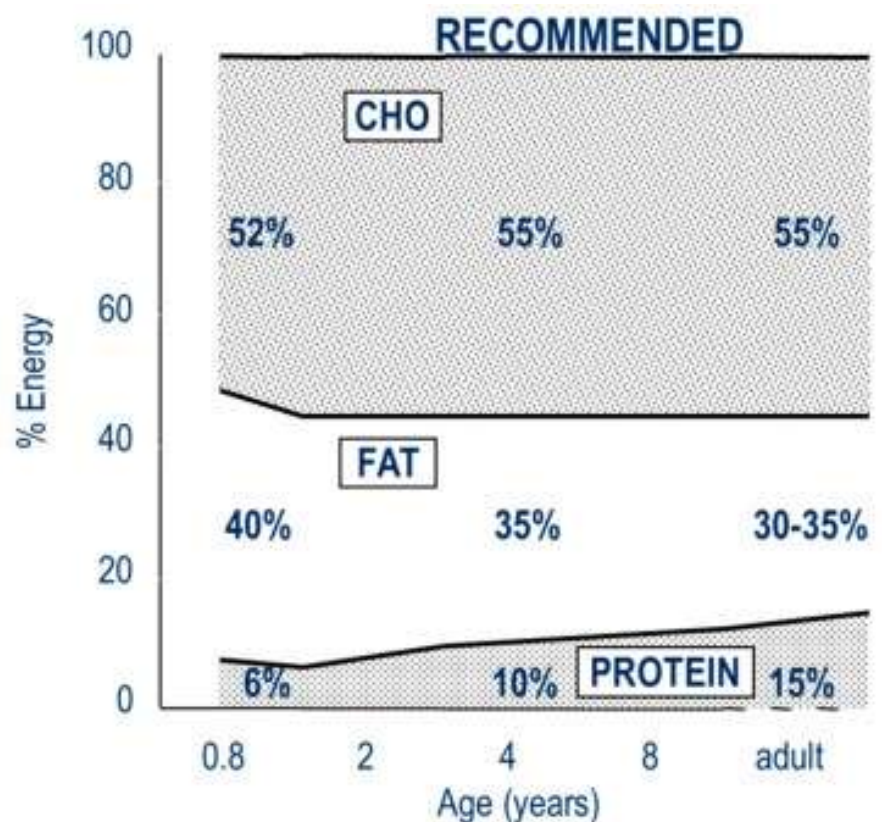 RECOMMENDED
100
CHO
80
52% 55% 55%
60
% Energy
40
FAT
40% 35% 30-35%
20
PROTEIN
6% 10% 15%
0
0.8 2 4 8 adult
Age (years)